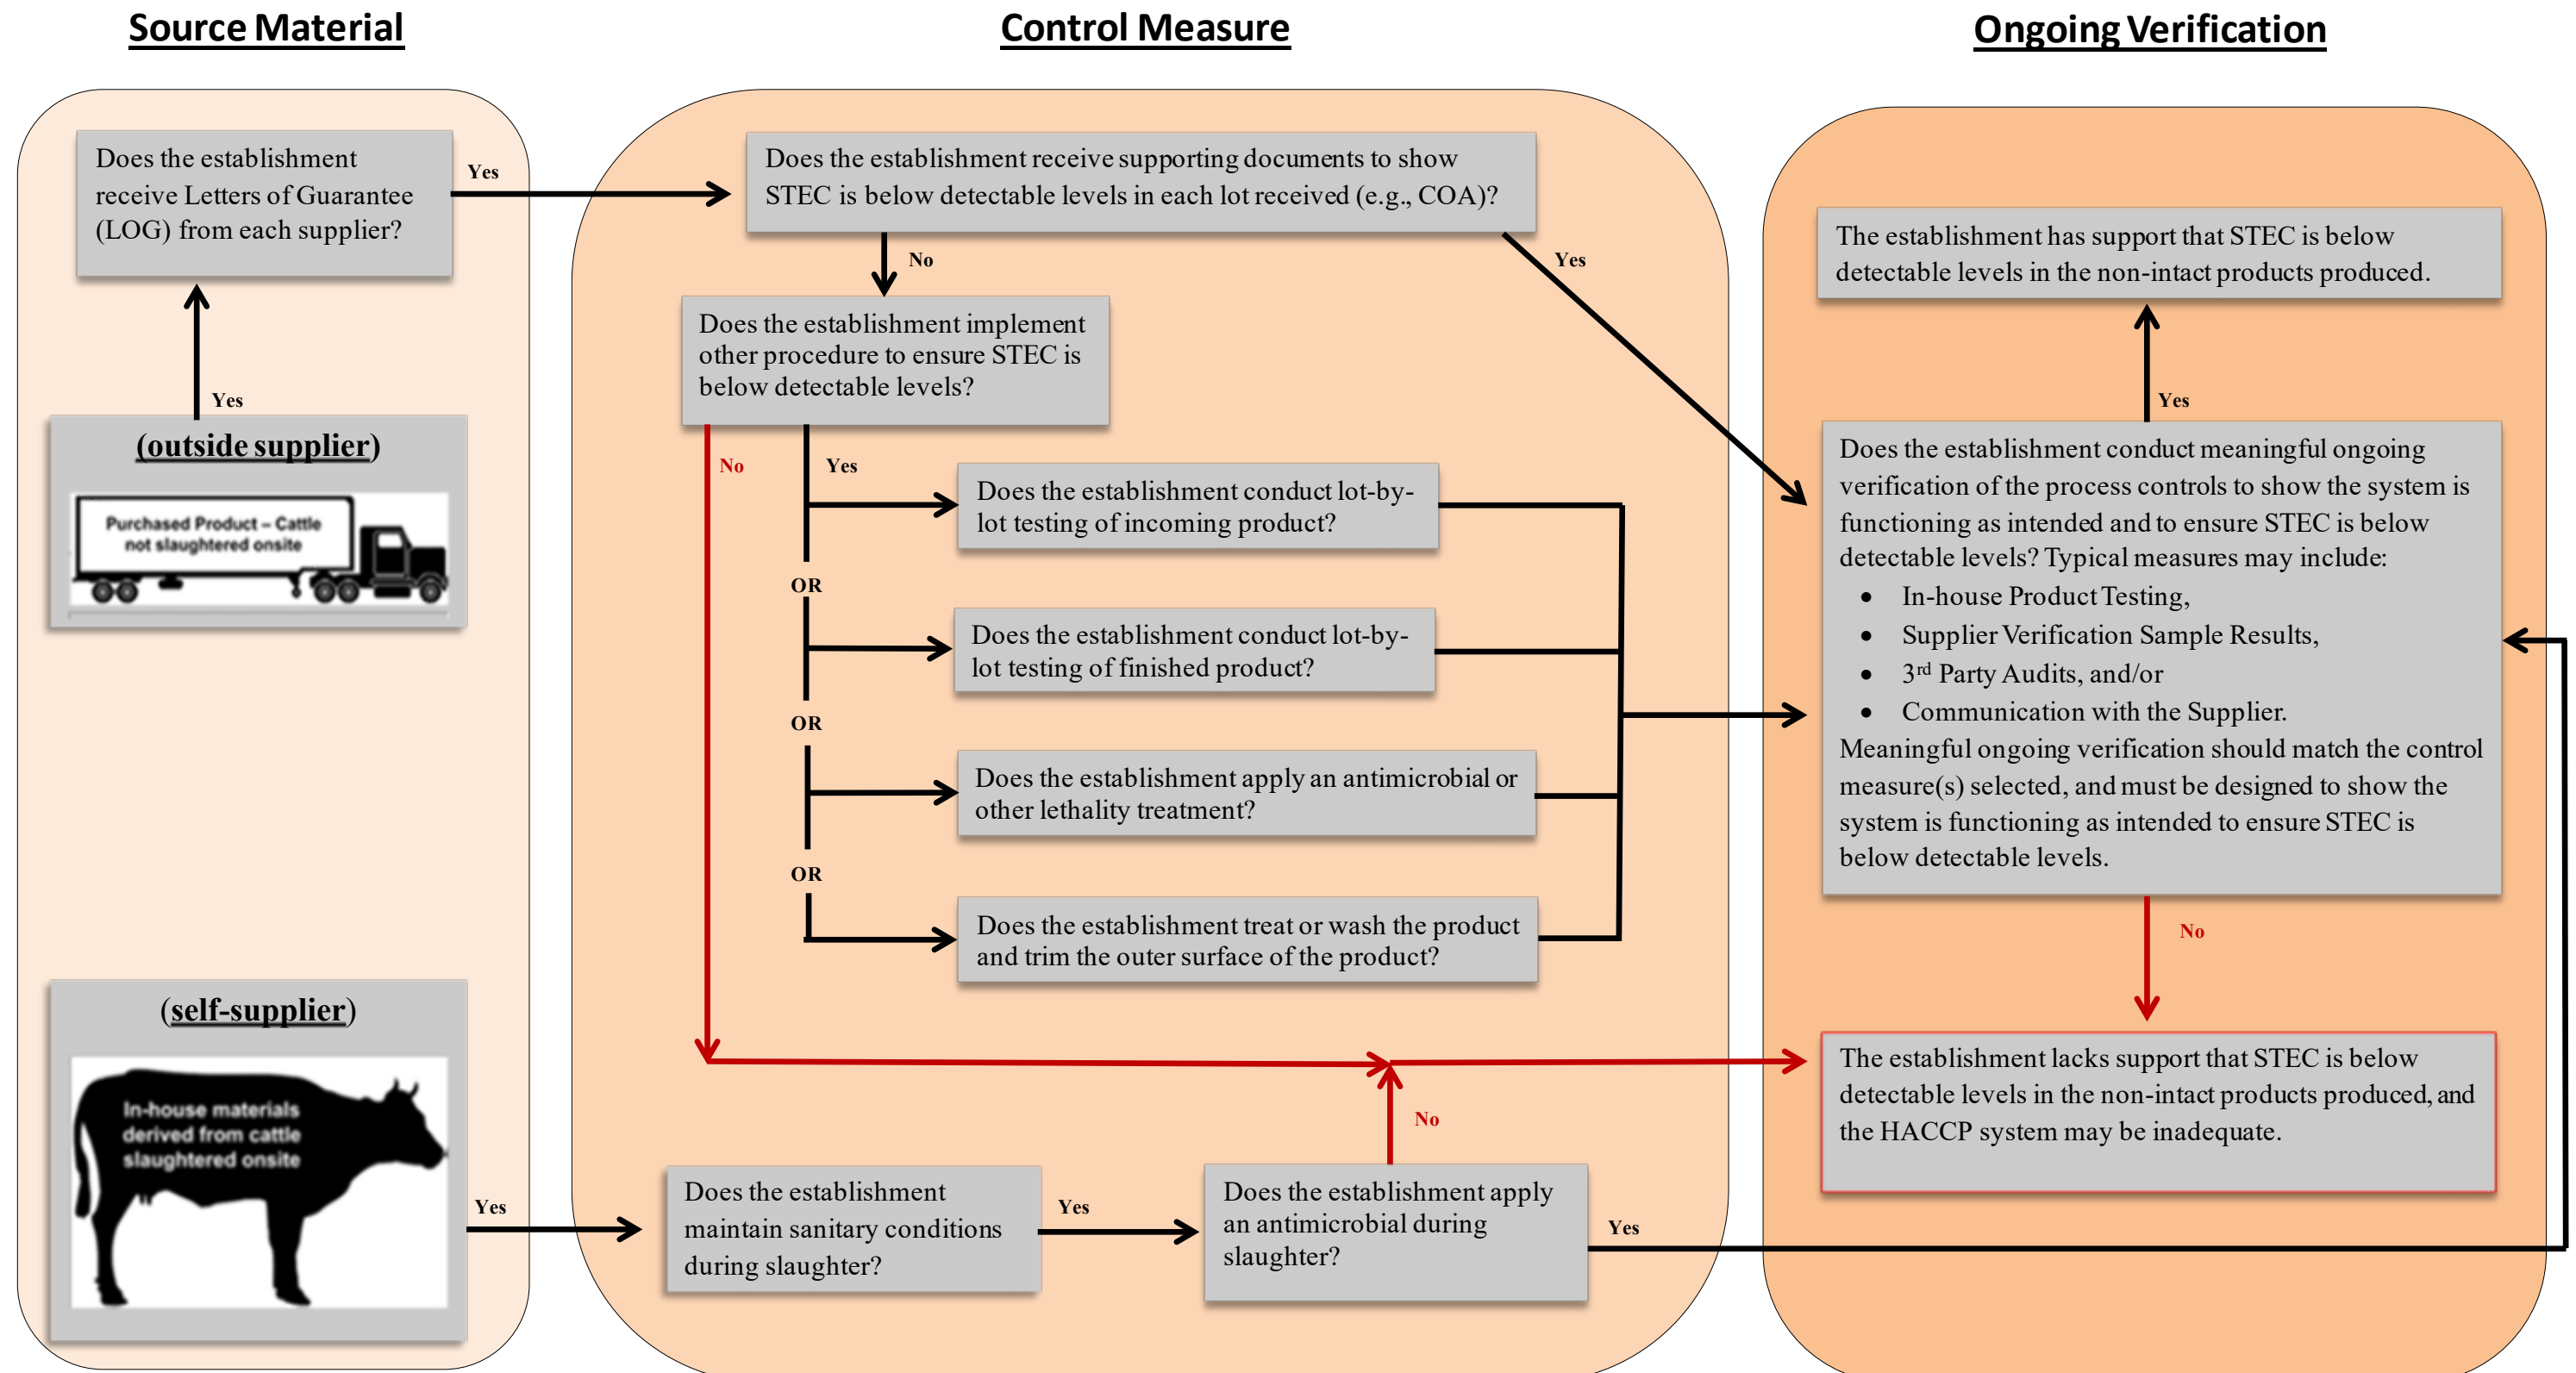 Source Material
Control Measure
Ongoing Verification
Does the establishment
receive Letters of Guarantee
(LOG) from each supplier?
Yes
Yes
(outside supplier)
Purchased Product – Cattle
not slaughtered onsite
(self-supplier)
In-house materials
derived from cattle
slaughtered onsite
Yes
Does the establishment receive supporting documents to show
STEC is below detectable levels in each lot received (e.g., COA)?
No
Yes
Does the establishment implement
other procedure to ensure STEC is
below detectable levels?
No
Yes
Does the establishment conduct lot-by-
lot testing of incoming product?
OR
Does the establishment conduct lot-by-
lot testing of finished product?
OR
Does the establishment apply an antimicrobial or
other lethality treatment?
OR
Does the establishment treat or wash the product
and trim the outer surface of the product?
Does the establishment
maintain sanitary conditions
during slaughter?
Yes
No
Does the establishment apply
an antimicrobial during
slaughter?
Yes
The establishment has support that STEC is below
detectable levels in the non-intact products produced.
Yes
Does the establishment conduct meaningful ongoing
verification of the process controls to show the system is
functioning as intended and to ensure STEC is below
detectable levels? Typical measures may include:
• In-house Product Testing,
• Supplier Verification Sample Results,
• 3rd Party Audits, and/or
• Communication with the Supplier.
Meaningful ongoing verification should match the control
measure(s) selected, and must be designed to show the
system is functioning as intended to ensure STEC is
below detectable levels.
No
The establishment lacks support that STEC is below
detectable levels in the non-intact products produced, and
the HACCP system may be inadequate.